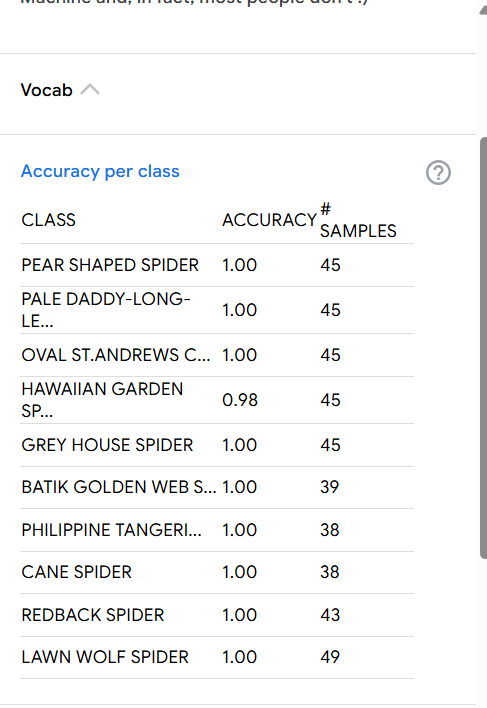 Machine and, in fact, most people don't :)
Vocab
Accuracy per class
CLASS ACCURACY # SAMPLES
PEAR SHAPED SPIDER 1.00 45
PALE DADDY-LONG-
LE... 1.00 45
OVAL ST.ANDREWS C... 1.00 45
HAWAIIAN GARDEN
SP... 0.98 45
GREY HOUSE SPIDER 1.00 45
BATIK GOLDEN WEB S... 1.00 39
PHILIPPINE TANGERI... 1.00 38
CANE SPIDER 1.00 38
REDBACK SPIDER 1.00 43
LAWN WOLF SPIDER 1.00 49